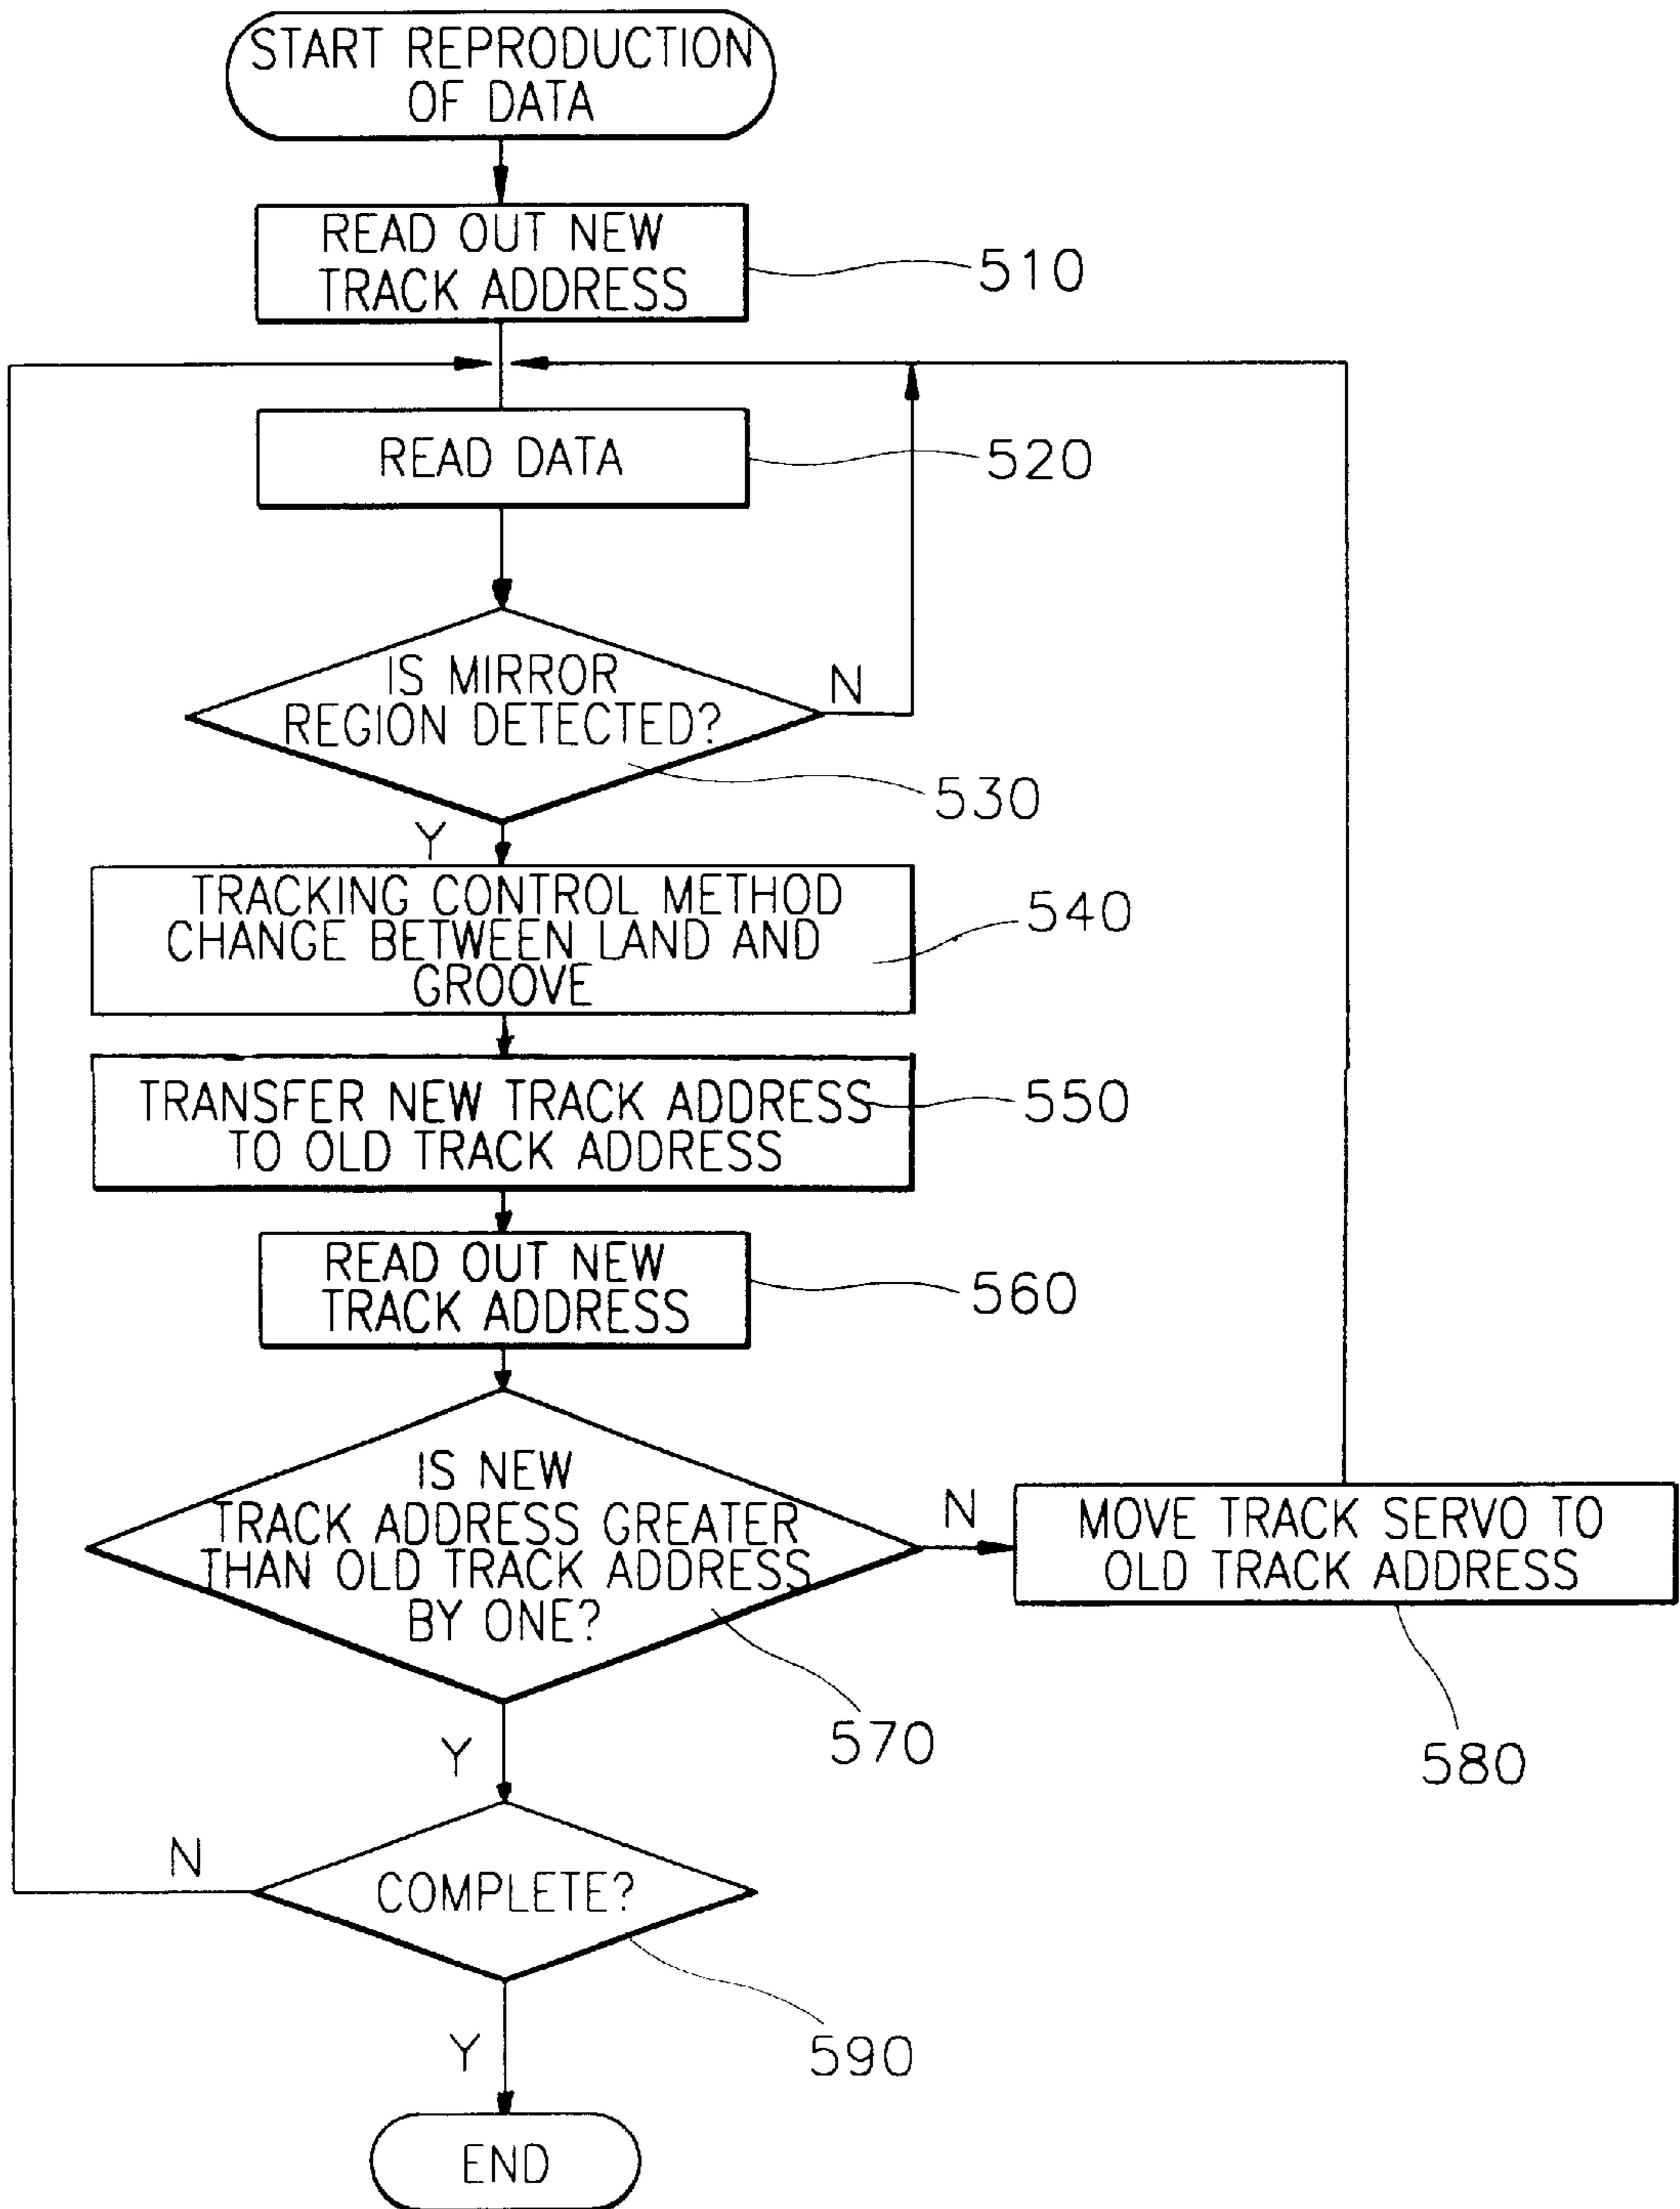 START REPRODUCTION
OF DATA
READ OUT NEW
TRACK ADDRESS
510
READ DATA
520
IS MIRROR
REGION DETECTED?
N
530
Y
TRACKING CONTROL METHOD
CHANGE BETWEEN LAND AND
GROOVE
540
TRANSFER NEW TRACK ADDRESS
TO OLD TRACK ADDRESS
550
READ OUT NEW
TRACK ADDRESS
560
IS NEW
TRACK ADDRESS GREATER
THAN OLD TRACK ADDRESS
BY ONE?
N
MOVE TRACK SERVO TO
OLD TRACK ADDRESS
570
580
Y
N
COMPLETE?
590
Y
END